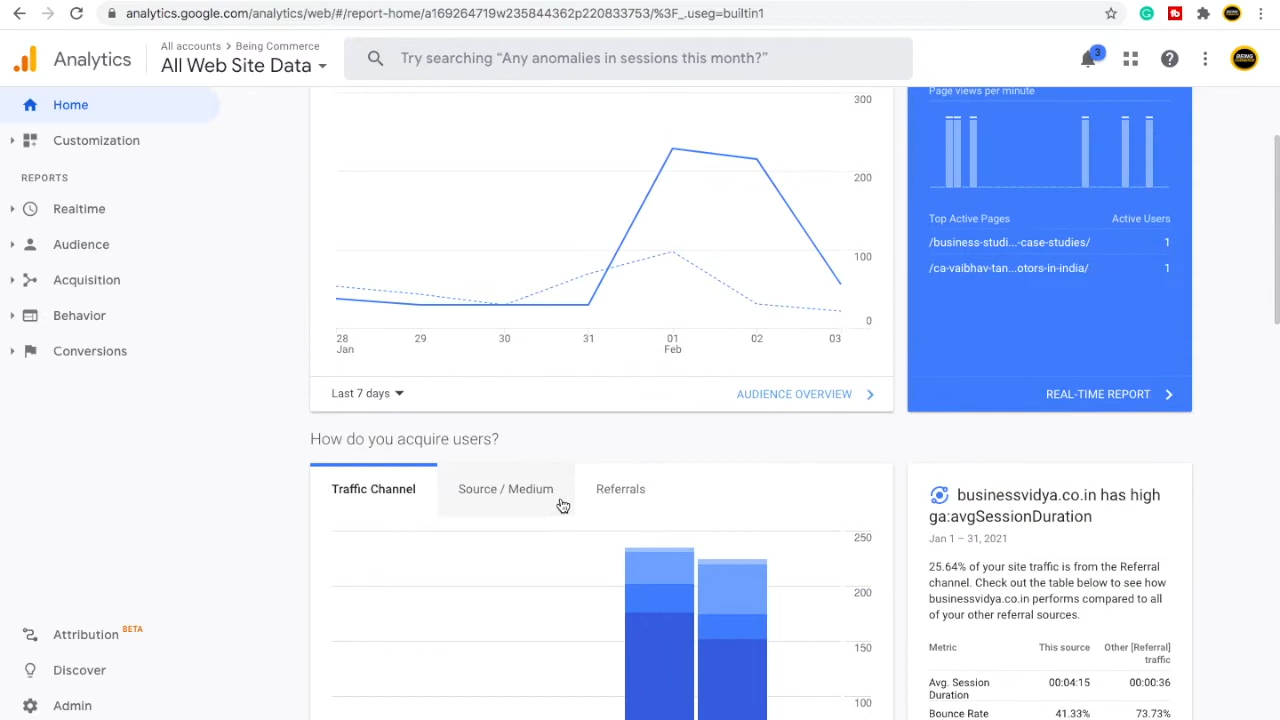 analytics.google.com/analytics/web/#/report-home/a169264719w235844362p220833753/%3F_.useg=builtin1
Analytics
All accounts > Being Commerce
All Web Site Data
Try searching “Any anomalies in sessions this month?”
3
Home
Customization
REPORTS
Realtime
Audience
Acquisition
Behavior
Conversions
Attribution BETA
Discover
Admin
300
200
100
0
28
Jan
29
30
31
01
Feb
02
03
Last 7 days
AUDIENCE OVERVIEW
Page views per minute
Top Active Pages Active Users
/business-studi...-case-studies/ 1
/ca-vaibhav-tan...otors-in-india/ 1
REAL-TIME REPORT
How do you acquire users?
Traffic Channel Source / Medium Referrals
250
200
150
100
businessvidya.co.in has high
ga:avgSessionDuration
Jan 1 – 31, 2021
25.64% of your site traffic is from the Referral
channel. Check out the table below to see how
businessvidya.co.in performs compared to all
of your other referral sources.
Metric This source Other [Referral]
traffic
Avg. Session 00:04:15 00:00:36
Duration
Bounce Rate 41.33% 73.73%